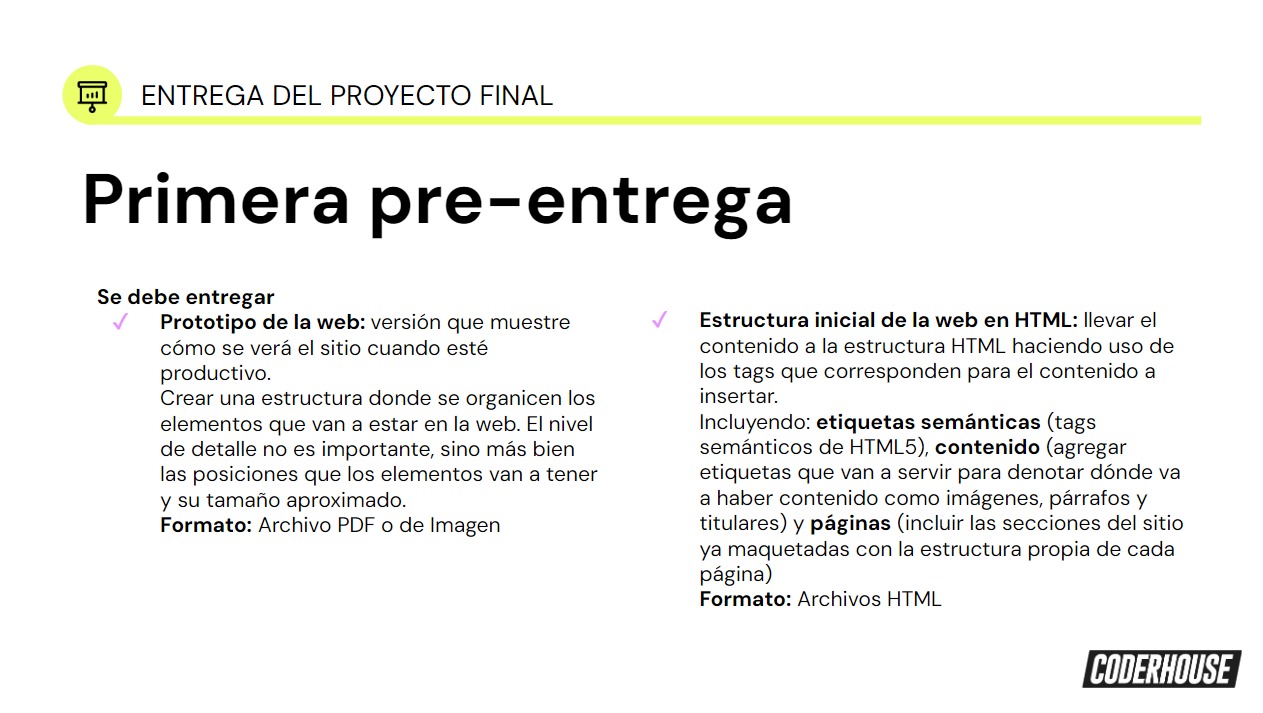 ENTREGA DEL PROYECTO FINAL
Primera pre-entrega
Se debe entregar
✓ Prototipo de la web: versión que muestre
cómo se verá el sitio cuando esté
productivo.
Crear una estructura donde se organicen los
elementos que van a estar en la web. El nivel
de detalle no es importante, sino más bien
las posiciones que los elementos van a tener
y su tamaño aproximado.
Formato: Archivo PDF o de Imagen
✓ Estructura inicial de la web en HTML: llevar el
contenido a la estructura HTML haciendo uso de
los tags que corresponden para el contenido a
insertar.
Incluyendo: etiquetas semánticas (tags
semánticos de HTML5), contenido (agregar
etiquetas que van a servir para denotar dónde va
a haber contenido como imágenes, párrafos y
titulares) y páginas (incluir las secciones del sitio
ya maquetadas con la estructura propia de cada
página)
Formato: Archivos HTML
CODERHOUSE